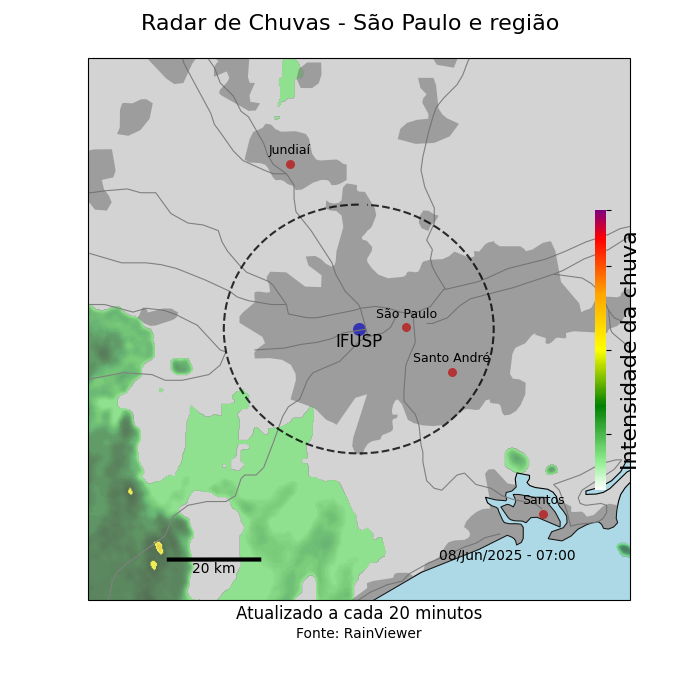 Radar de Chuvas - São Paulo e região
Jundiaí
São Paulo
IFUSP
Santo André
Intensidade da chuva
Santos
08/Jun/2025 - 07:00
20 km
Atualizado a cada 20 minutos
Fonte: RainViewer